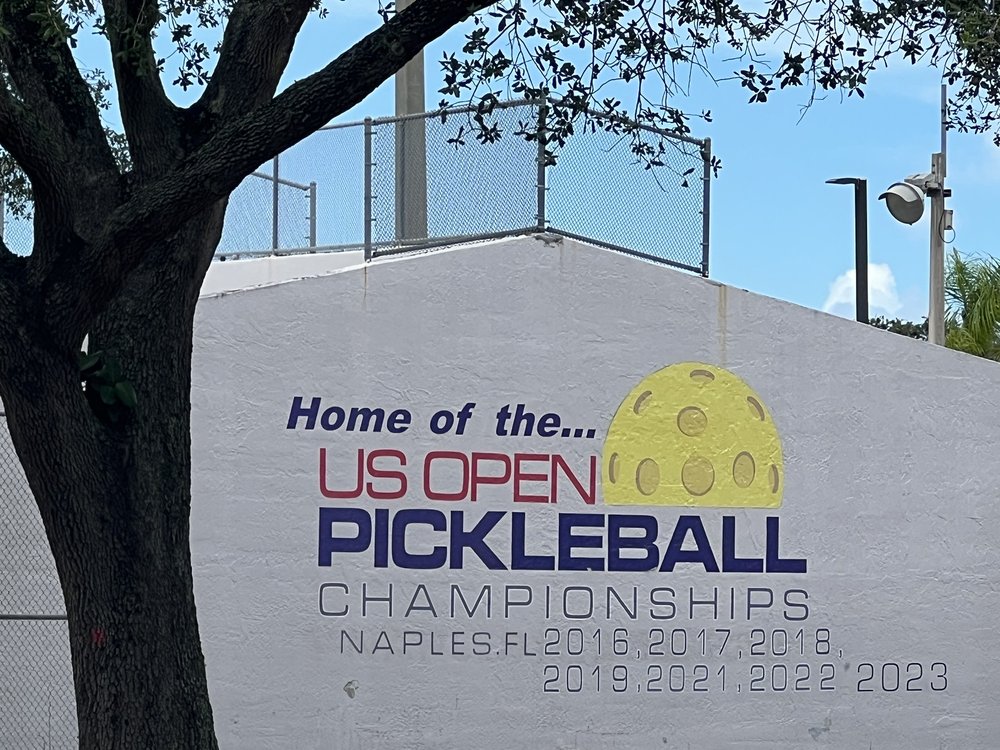 Home of the...
US OPEN
PICKLEBALL
CHAMPIONSHIPS
NAPLES.FL 2016,2017,2018,
2019,2021,2022 2023